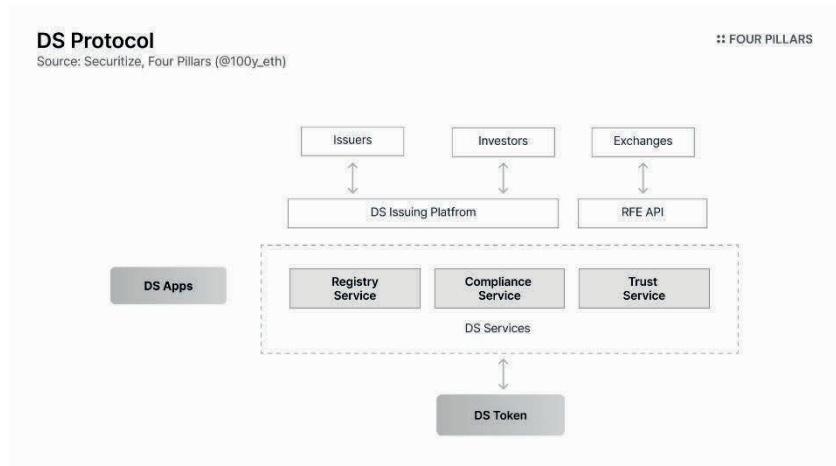 DS Protocol
Source: Securitize, Four Pillars (@100y_eth)
FOUR PILLARS
Issuers
Investors
Exchanges
DS Issuing Platfrom
RFE API
DS Apps
Registry
Service
Compliance
Service
Trust
Service
DS Services
DS Token